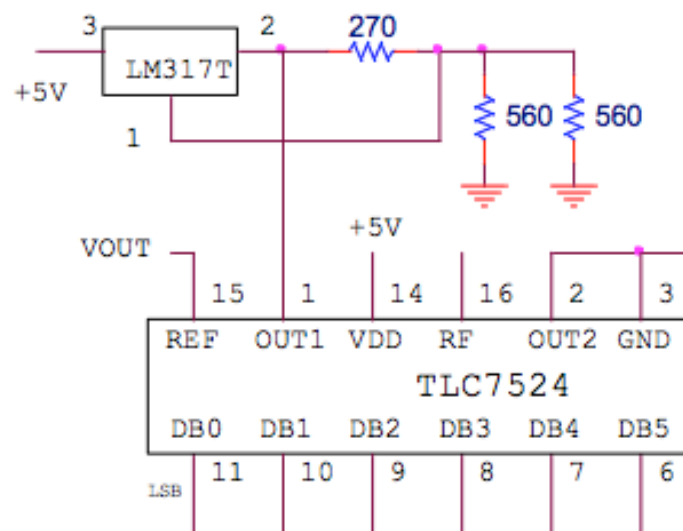 3 2 270
LM317T
+5V
560 560
1
+5V
VOUT
15 1 14 16 2 3
REF OUT1 VDD RF OUT2 GND
TLC7524
DB0 DB1 DB2 DB3 DB4 DB5
11 10 9 8 7 6
LSB